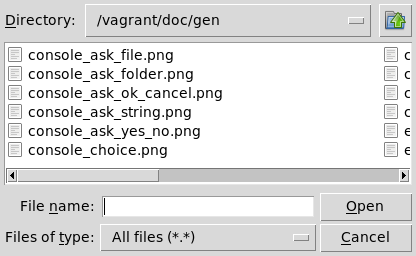 Directory: /vagrant/doc/gen
console_ask_file.png
console_ask_folder.png
console_ask_ok_cancel.png
console_ask_string.png
console_ask_yes_no.png
console_choice.png
File name: Open
Files of type: All files (*.*) Cancel